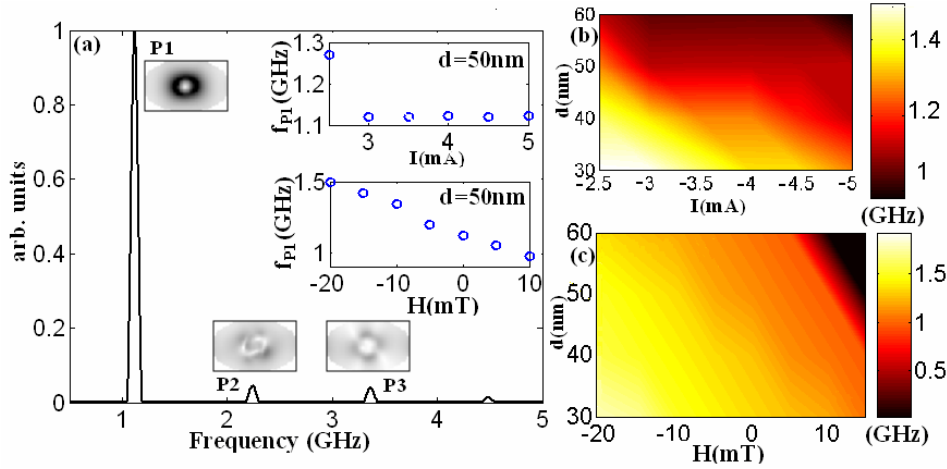 (a)
P1
P2
P3
1
0.8
0.6
0.4
0.2
0
arb. units
1
2
3
4
5
Frequency (GHz)
d=50nm
1.3
1.2
1.1
f_P1(GHz)
3
4
5
I(mA)
d=50nm
1.5
1
f_P1(GHz)
-20
-10
0
10
H(mT)
(b)
60
50
40
30
d(nm)
-2.5
-3
-3.5
-4
-4.5
-5
I(mA)
1.4
1.2
1
(GHz)
(c)
60
50
40
30
d(nm)
-20
-10
0
10
H(mT)
1.5
1
0.5
(GHz)